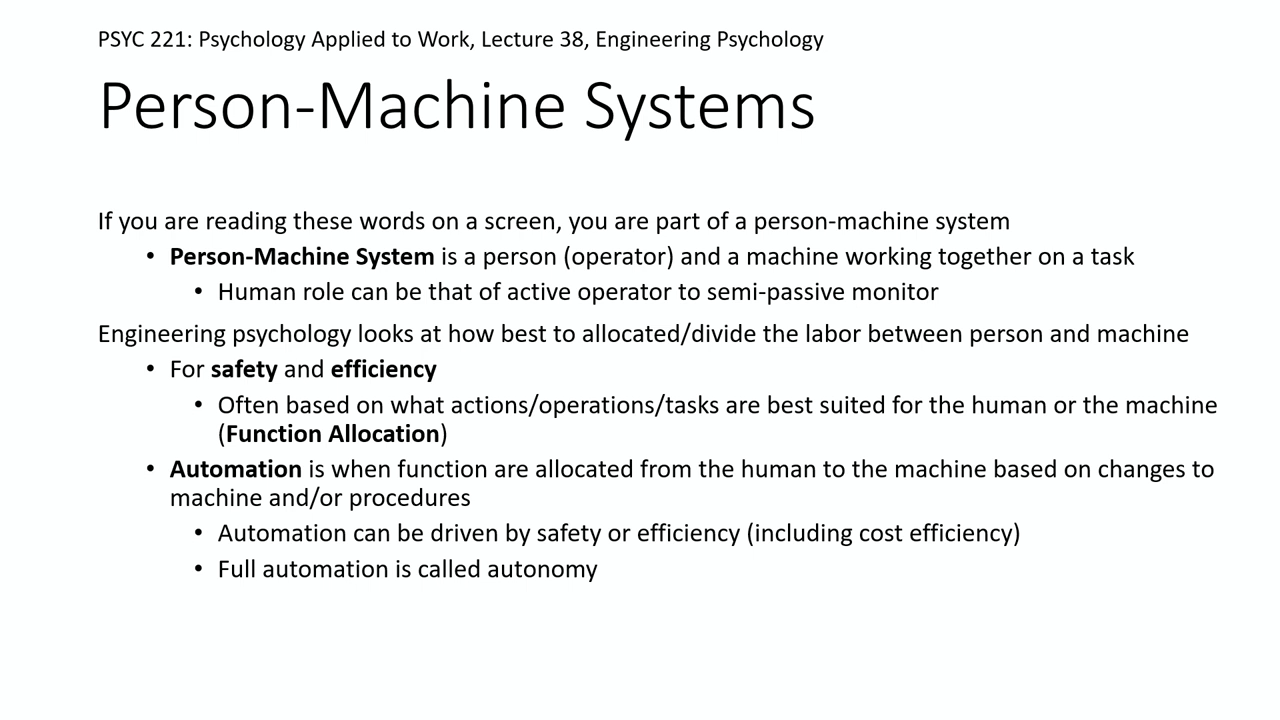 PSYC 221: Psychology Applied to Work, Lecture 38, Engineering Psychology
Person-Machine Systems
If you are reading these words on a screen, you are part of a person-machine system
• Person-Machine System is a person (operator) and a machine working together on a task
• Human role can be that of active operator to semi-passive monitor
Engineering psychology looks at how best to allocated/divide the labor between person and machine
• For safety and efficiency
• Often based on what actions/operations/tasks are best suited for the human or the machine
(Function Allocation)
• Automation is when function are allocated from the human to the machine based on changes to
machine and/or procedures
• Automation can be driven by safety or efficiency (including cost efficiency)
• Full automation is called autonomy